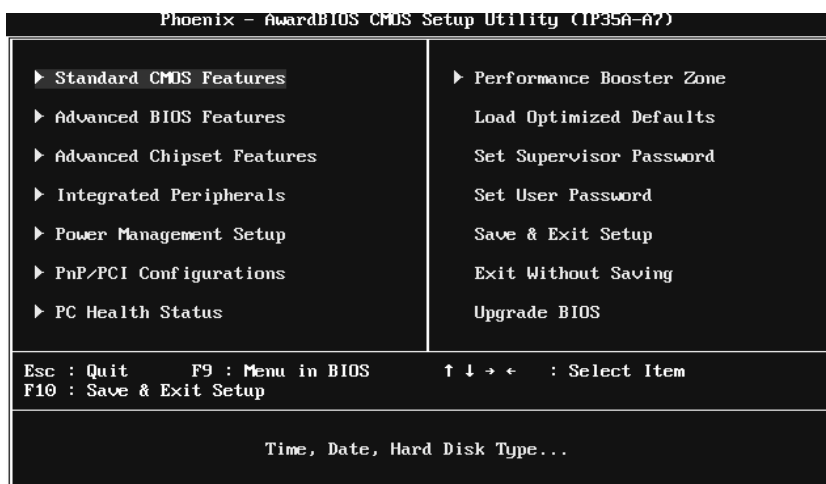 Phoenix - AwardBIOS CMOS Setup Utility (IP35A-A7)
▶ Standard CMOS Features
▶ Advanced BIOS Features
▶ Advanced Chipset Features
▶ Integrated Peripherals
▶ Power Management Setup
▶ PnP/PCI Configurations
▶ PC Health Status
▶ Performance Booster Zone
Load Optimized Defaults
Set Supervisor Password
Set User Password
Save & Exit Setup
Exit Without Saving
Upgrade BIOS
Esc : Quit F9 : Menu in BIOS ↑ ↓ → ← : Select Item
F10 : Save & Exit Setup
Time, Date, Hard Disk Type...